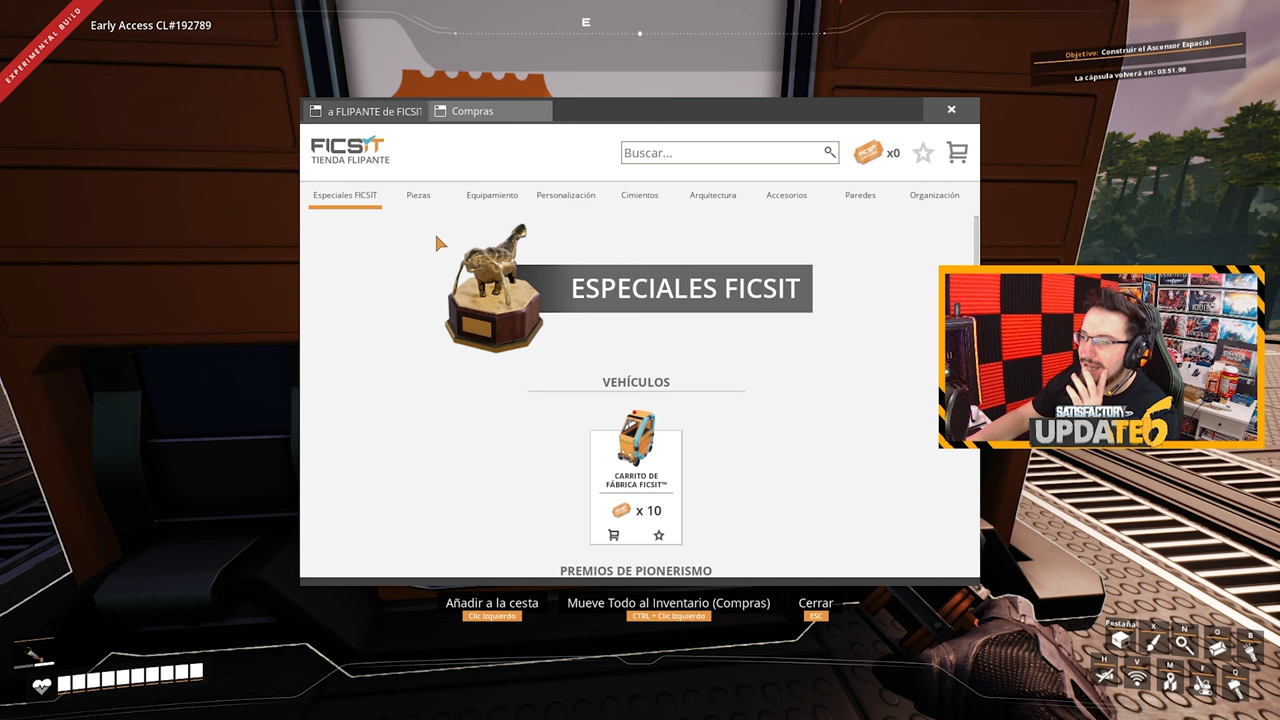 EXPERIMENTAL BUILD
Early Access CL#192789
E
Objetivo: Construir el Ascensor Espacial
La cápsula volverá en: 03:51.98
a FLIPANTE de FICSIT
Compras
FICSIT
TIENDA FLIPANTE
Buscar...
x0
Especiales FICSIT
Piezas
Equipamiento
Personalización
Cimientos
Arquitectura
Accesorios
Paredes
Organización
ESPECIALES FICSIT
VEHÍCULOS
CARRITO DE
FÁBRICA FICSIT™
x 10
PREMIOS DE PIONERISMO
SATISFACTORY
UPDATE 6
Añadir a la cesta
Clic Izquierdo
Mueve Todo al Inventario (Compras)
CTRL + Clic Izquierdo
Cerrar
ESC
Pestaña
X
N
O
B
H
V
M
F
Q